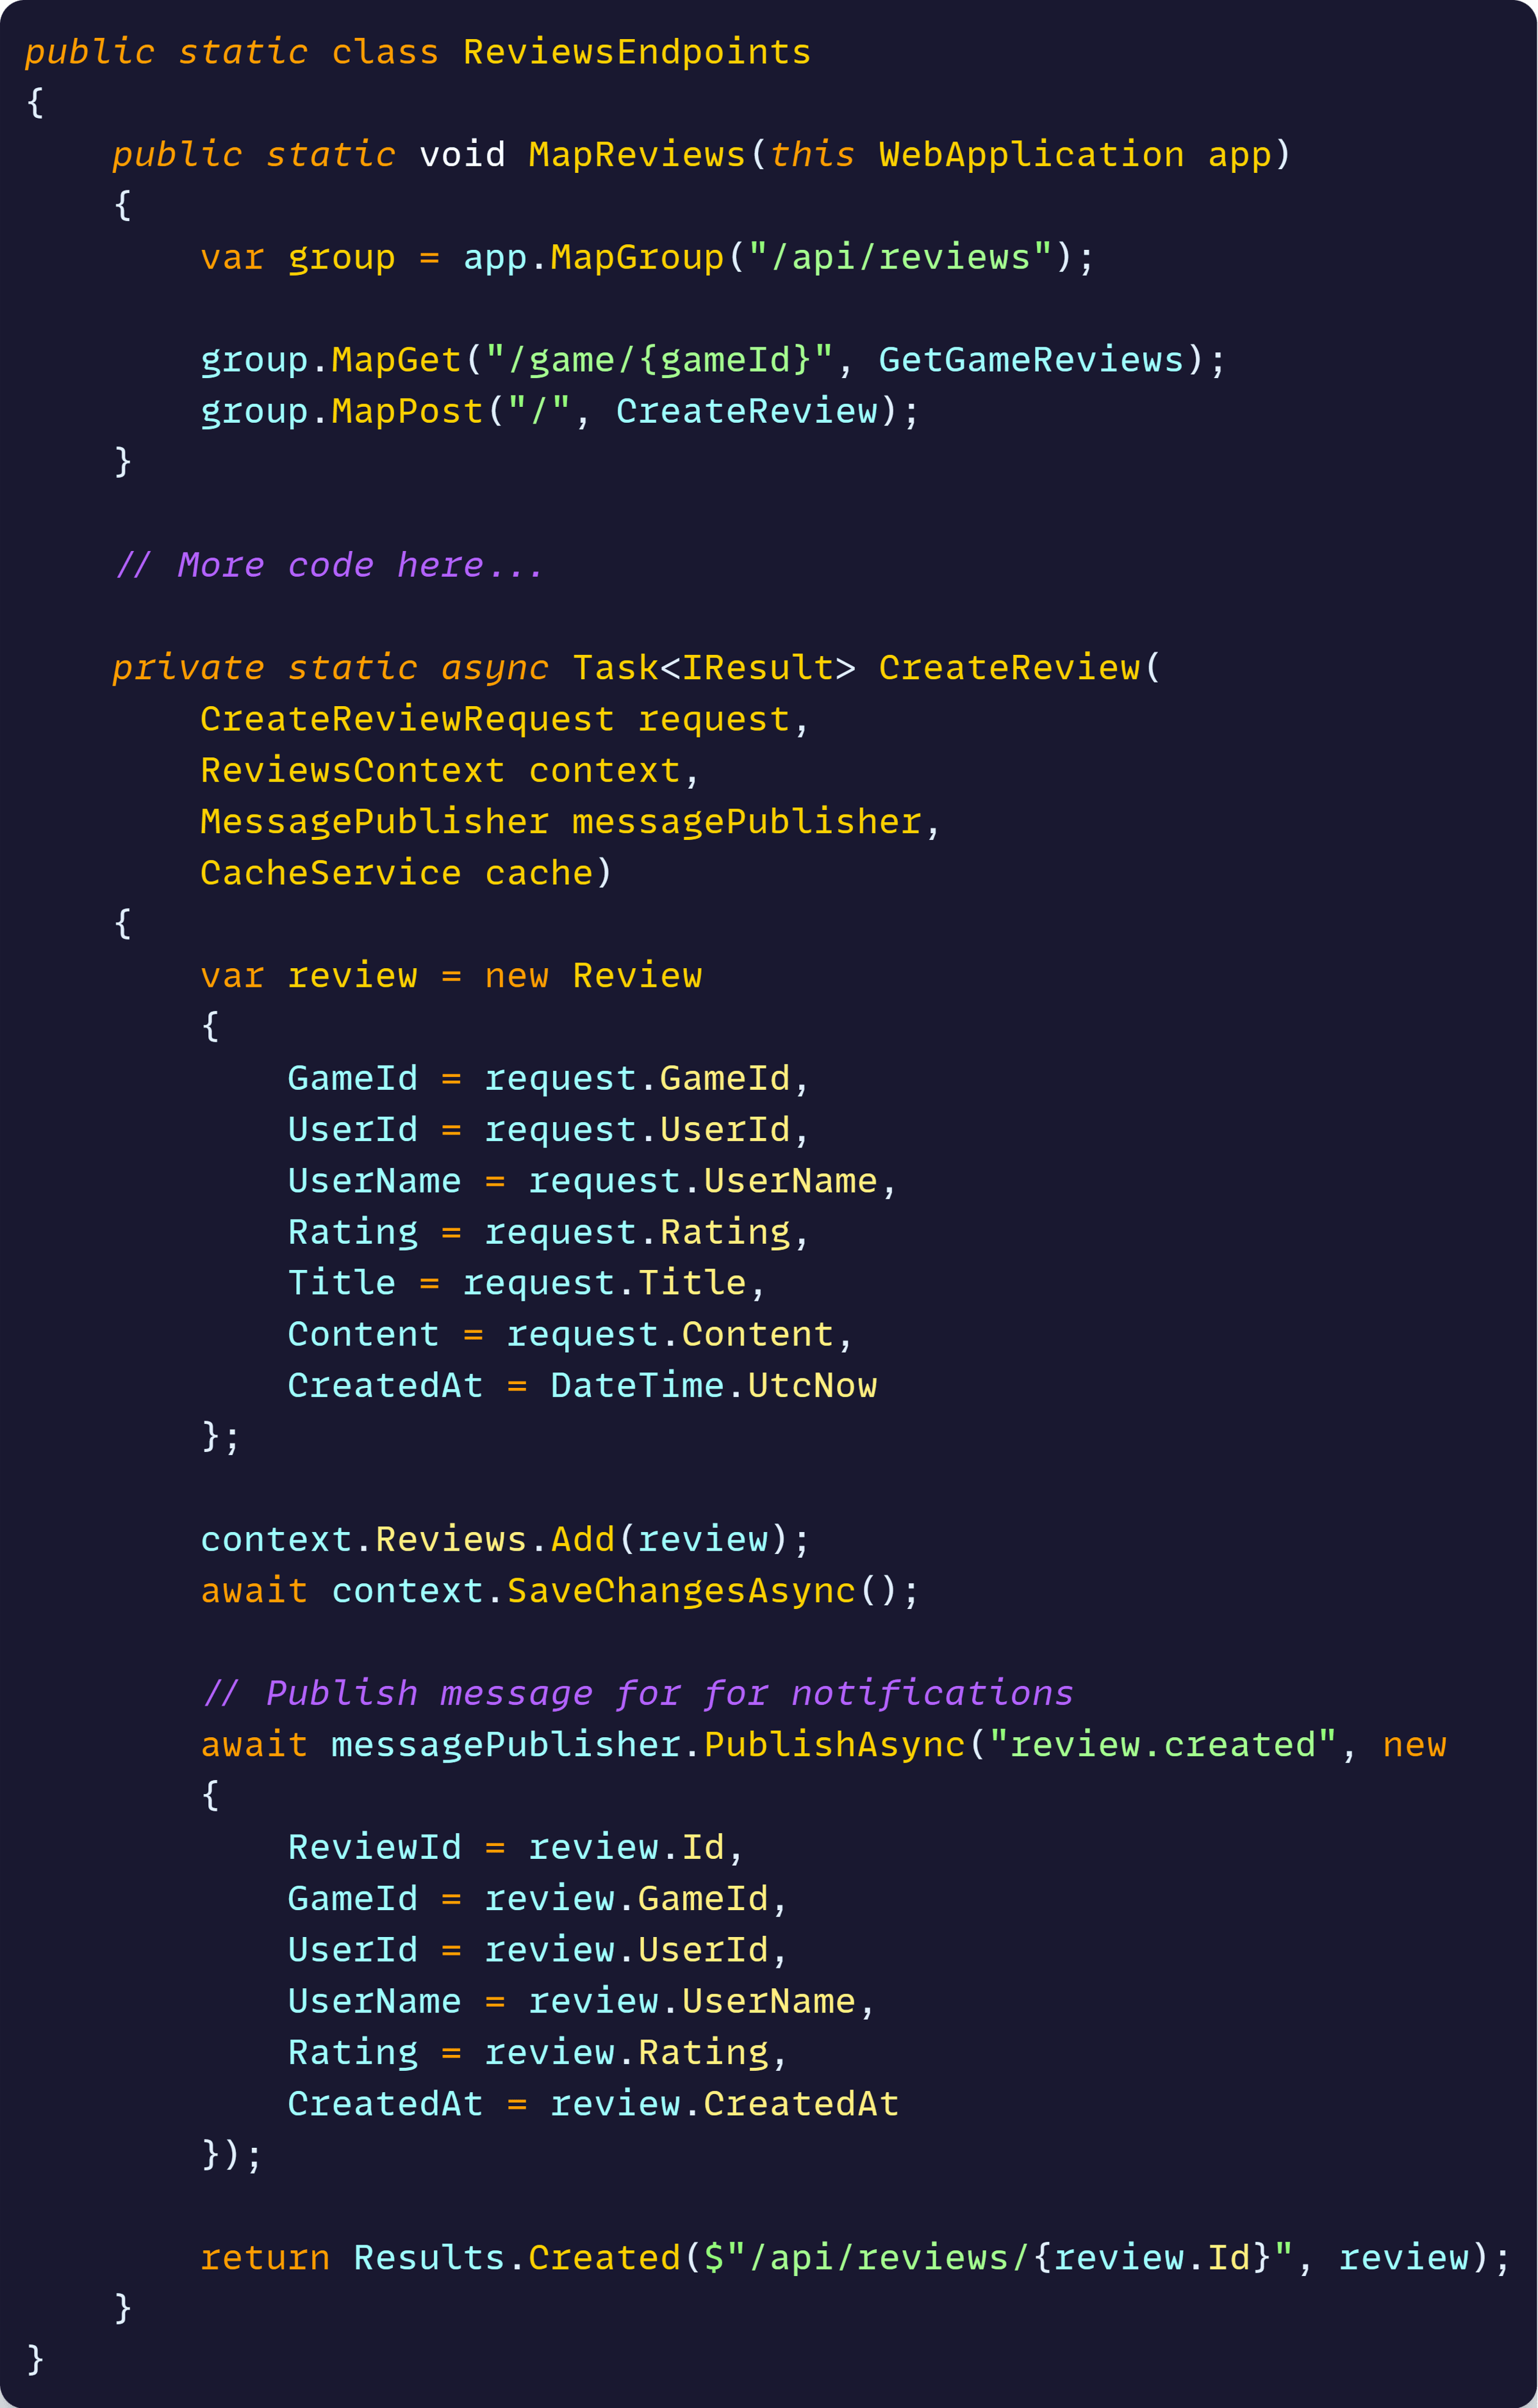 public static class ReviewsEndpoints
{
    public static void MapReviews(this WebApplication app)
    {
        var group = app.MapGroup("/api/reviews");

        group.MapGet("/game/{gameId}", GetGameReviews);
        group.MapPost("/", CreateReview);
    }

    // More code here...

    private static async Task<IResult> CreateReview(
        CreateReviewRequest request,
        ReviewsContext context,
        MessagePublisher messagePublisher,
        CacheService cache)
    {
        var review = new Review
        {
            GameId = request.GameId,
            UserId = request.UserId,
            UserName = request.UserName,
            Rating = request.Rating,
            Title = request.Title,
            Content = request.Content,
            CreatedAt = DateTime.UtcNow
        };

        context.Reviews.Add(review);
        await context.SaveChangesAsync();

        // Publish message for for notifications
        await messagePublisher.PublishAsync("review.created", new
        {
            ReviewId = review.Id,
            GameId = review.GameId,
            UserId = review.UserId,
            UserName = review.UserName,
            Rating = review.Rating,
            CreatedAt = review.CreatedAt
        });

        return Results.Created($"/api/reviews/{review.Id}", review);
    }
}